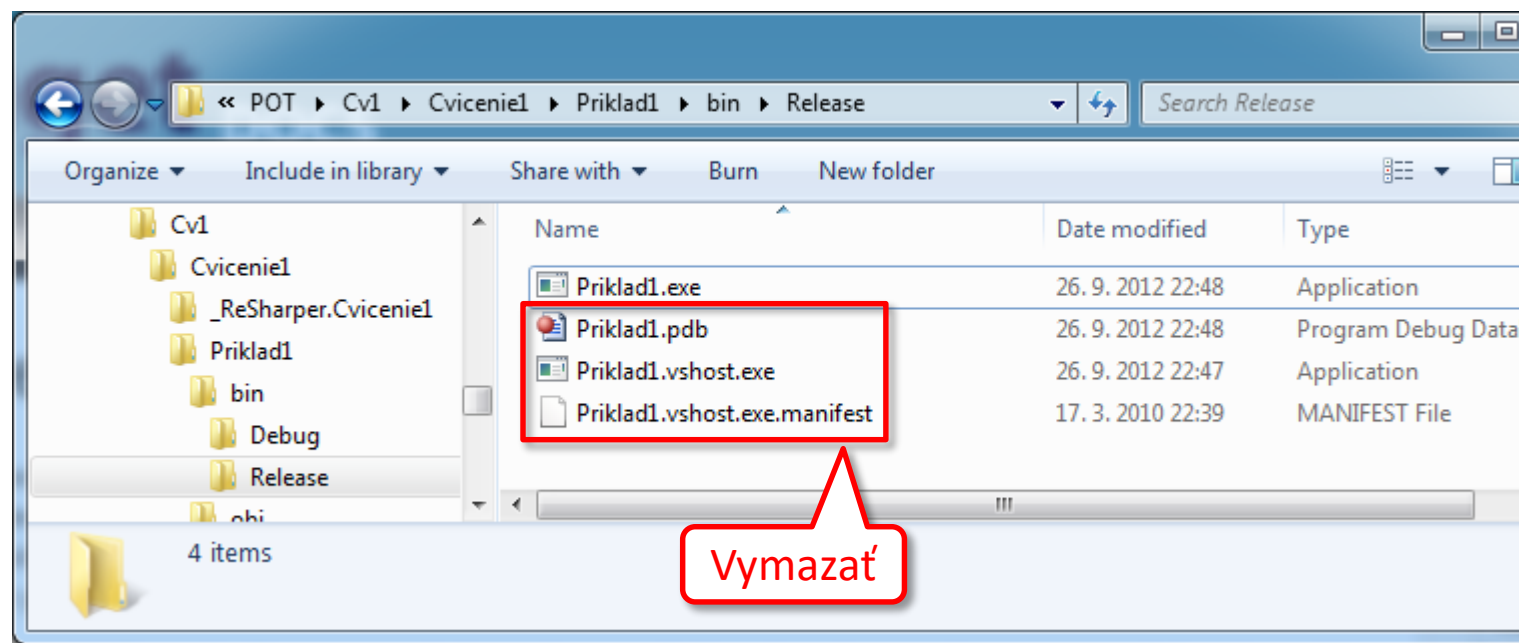 « POT ▸ Cv1 ▸ Cvicenie1 ▸ Priklad1 ▸ bin ▸ Release
Search Release
Organize Include in library Share with Burn New folder
Cv1
Cvicenie1
_ReSharper.Cvicenie1
Priklad1
bin
Debug
Release
obj
Name Date modified Type
Priklad1.exe 26. 9. 2012 22:48 Application
Priklad1.pdb 26. 9. 2012 22:48 Program Debug Data
Priklad1.vshost.exe 26. 9. 2012 22:47 Application
Priklad1.vshost.exe.manifest 17. 3. 2010 22:39 MANIFEST File
4 items
Vymazať